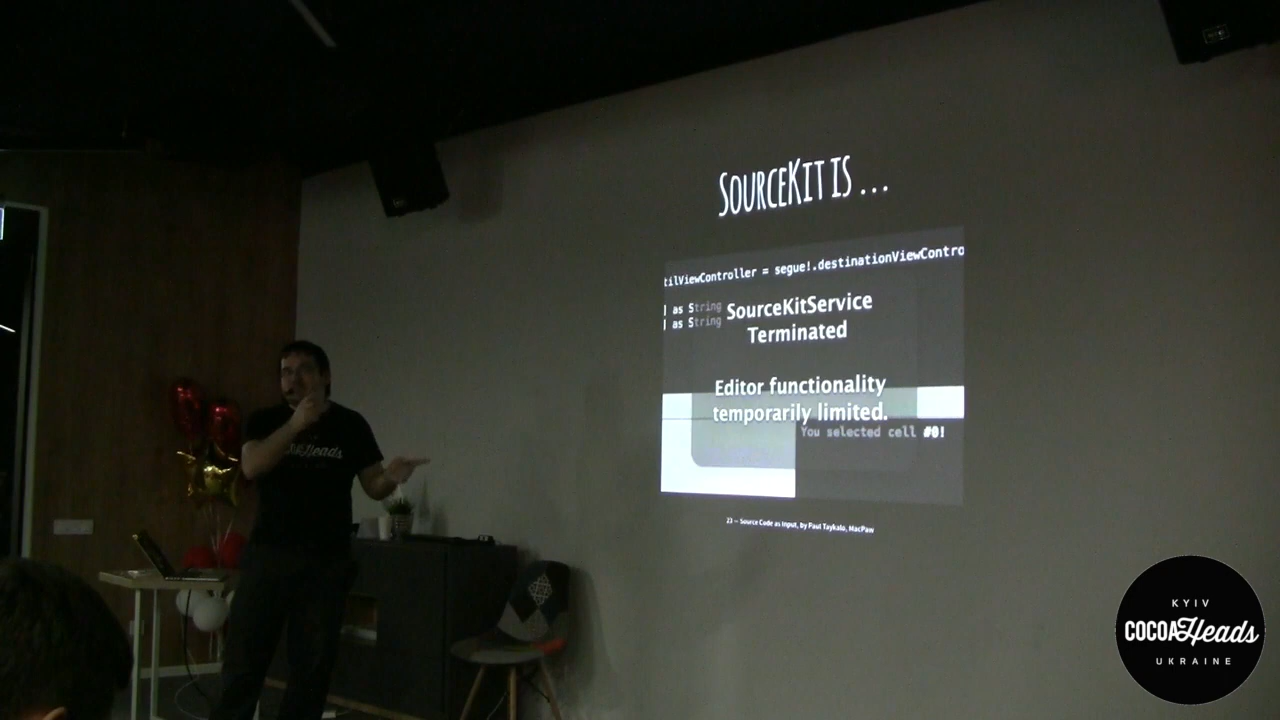 SOURCEKIT IS ...
tilViewController = segue!.destinationViewContro
] as String
] as String
SourceKitService
Terminated
Editor functionality
temporarily limited.
You selected cell #0!
23 — Source Code as Input, by Paul Taykalo, MacPaw
KYIV
COCOAHeads
UKRAINE